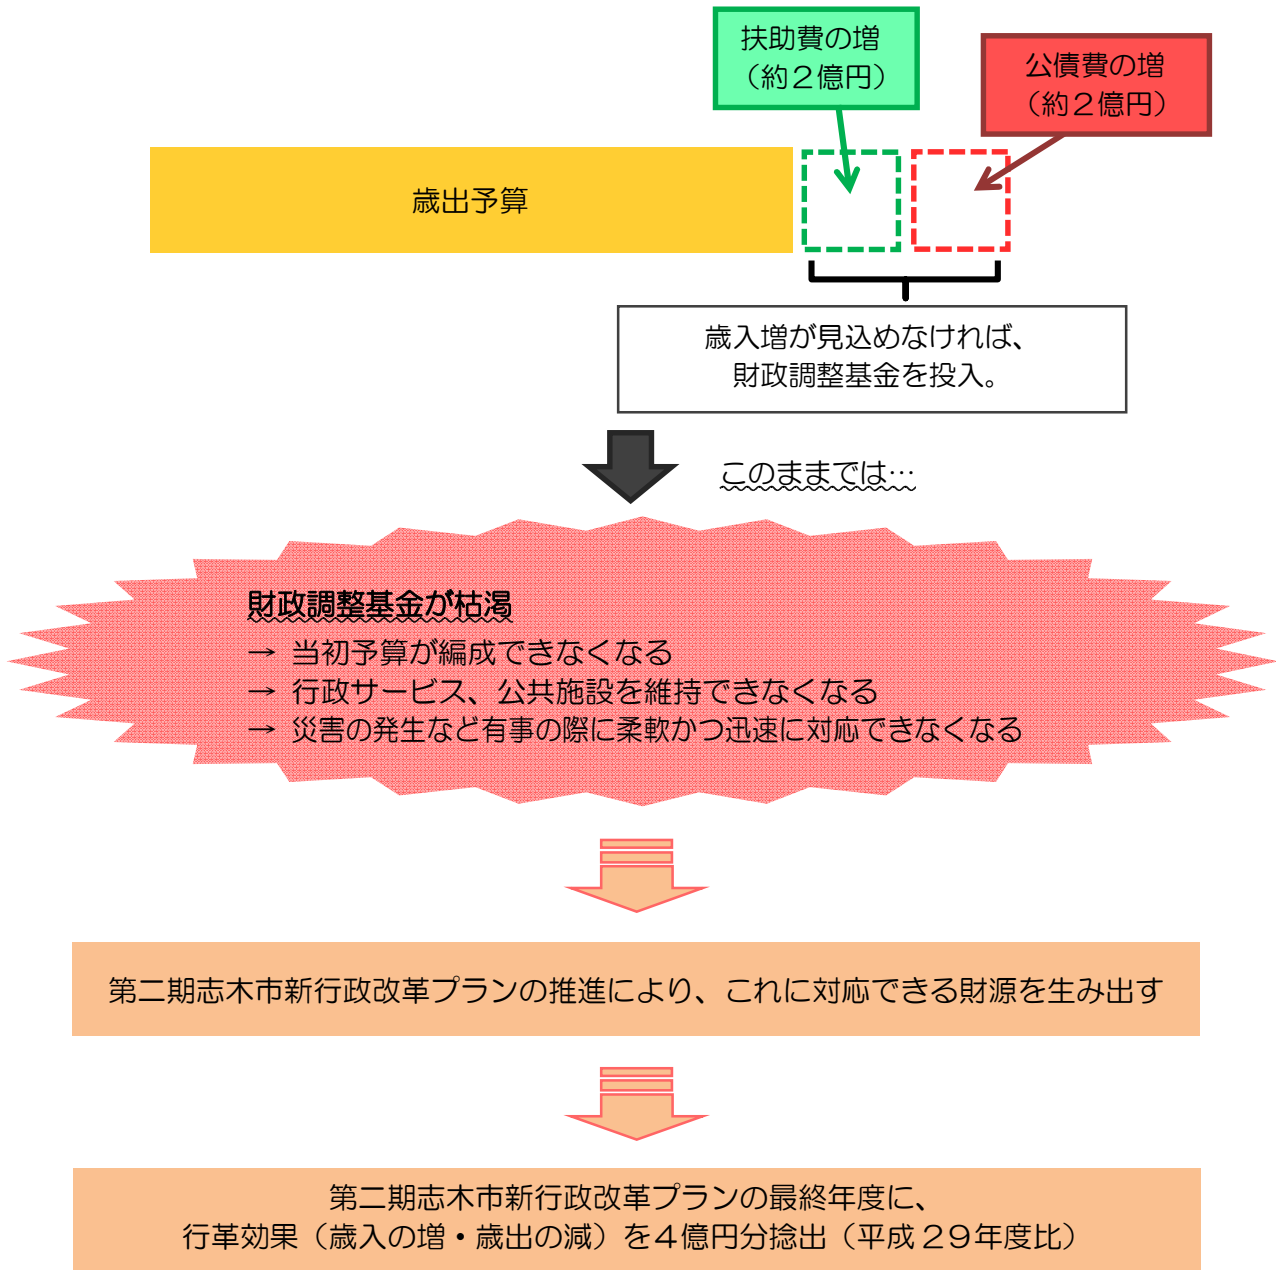 扶助費の増
（約２億円）
公債費の増
（約２億円）
歳出予算
歳入増が見込めなければ、
財政調整基金を投入。
このままでは…
財政調整基金が枯渇
→ 当初予算が編成できなくなる
→ 行政サービス、公共施設を維持できなくなる
→ 災害の発生など有事の際に柔軟かつ迅速に対応できなくなる
第二期志木市新行政改革プランの推進により、これに対応できる財源を生み出す
第二期志木市新行政改革プランの最終年度に、
行革効果（歳入の増・歳出の減）を４億円分捻出（平成２９年度比）